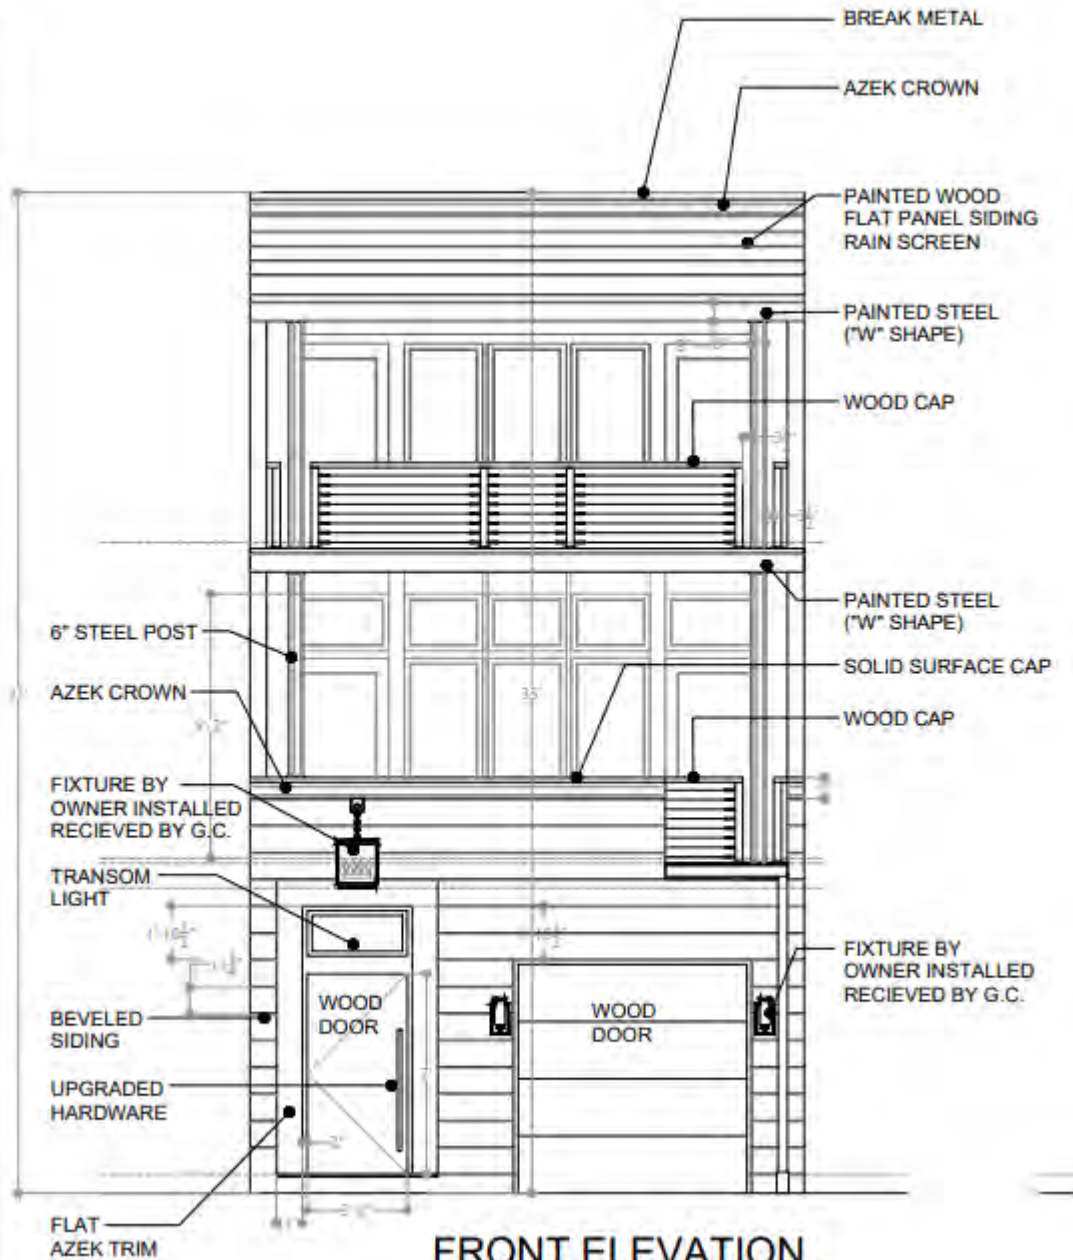 BREAK METAL
AZEK CROWN
PAINTED WOOD
FLAT PANEL SIDING
RAIN SCREEN
PAINTED STEEL
("W" SHAPE)
WOOD CAP
PAINTED STEEL
("W" SHAPE)
6" STEEL POST
SOLID SURFACE CAP
AZEK CROWN
35'
WOOD CAP
FIXTURE BY
OWNER INSTALLED
RECIEVED BY G.C.
TRANSOM
LIGHT
FIXTURE BY
OWNER INSTALLED
RECIEVED BY G.C.
WOOD
DOOR
WOOD
DOOR
BEVELED
SIDING
UPGRADED
HARDWARE
FLAT
AZEK TRIM
FRONT ELEVATION